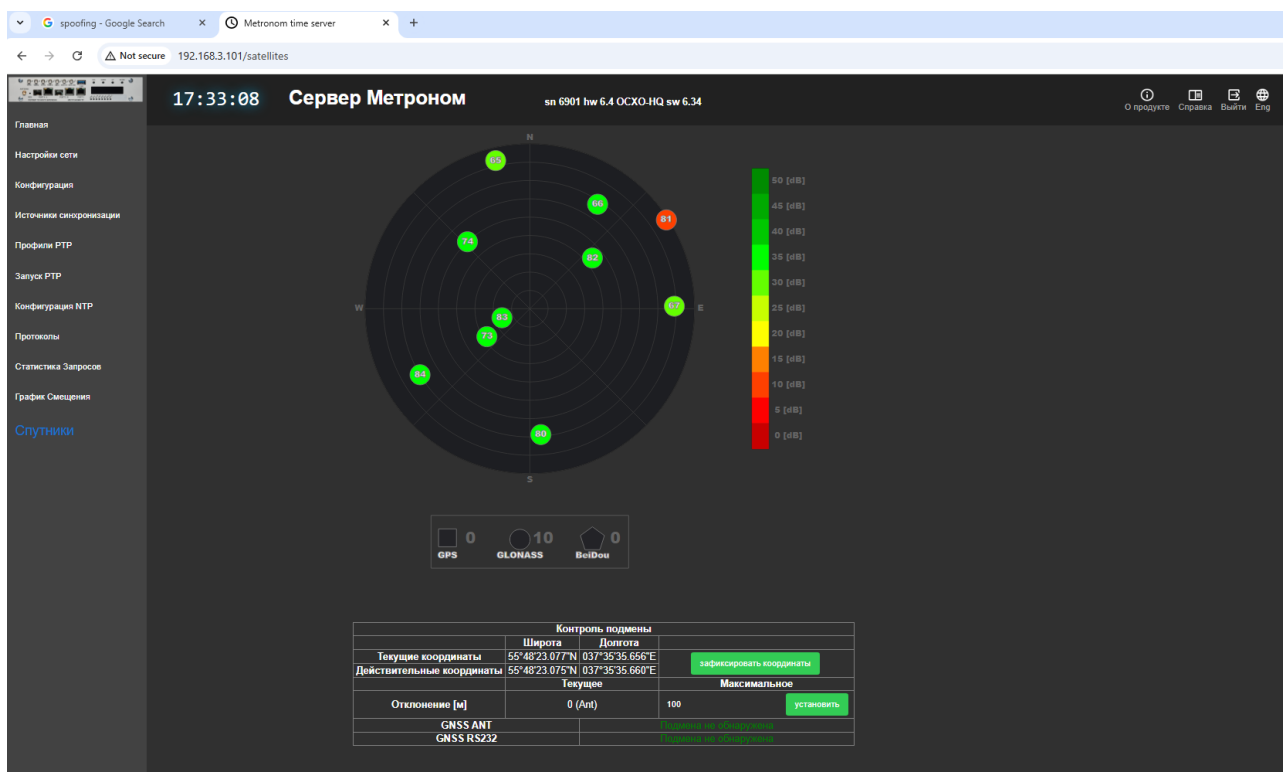 spoofing - Google Search
Metronom time server
Not secure 192.168.3.101/satellites
17:33:08 Сервер Метроном sn 6901 hw 6.4 OCXO-HQ sw 6.34
О продукте Справка Выйти Eng
Главная
Настройки сети
Конфигурация
Источники синхронизации
Профили PTP
Запуск PTP
Конфигурация NTP
Протоколы
Статистика Запросов
График Смещения
Спутники
N
65
66
81
74
82
W
67
E
83
73
84
80
S
50 [dB]
45 [dB]
40 [dB]
35 [dB]
30 [dB]
25 [dB]
20 [dB]
15 [dB]
10 [dB]
5 [dB]
0 [dB]
0 10 0
GPS GLONASS BeiDou
Контроль подмены
Широта Долгота
Текущие координаты 55°48'23.077"N 037°35'35.656"E
зафиксировать координаты
Действительные координаты 55°48'23.075"N 037°35'35.660"E
Текущее Максимальное
Отклонение [м] 0 (Ant) 100 установить
GNSS ANT Подмена не обнаружена
GNSS RS232 Подмена не обнаружена